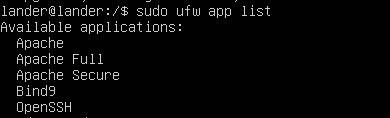 lander@lander:/$ sudo ufw app list
Available applications:
  Apache
  Apache Full
  Apache Secure
  Bind9
  OpenSSH